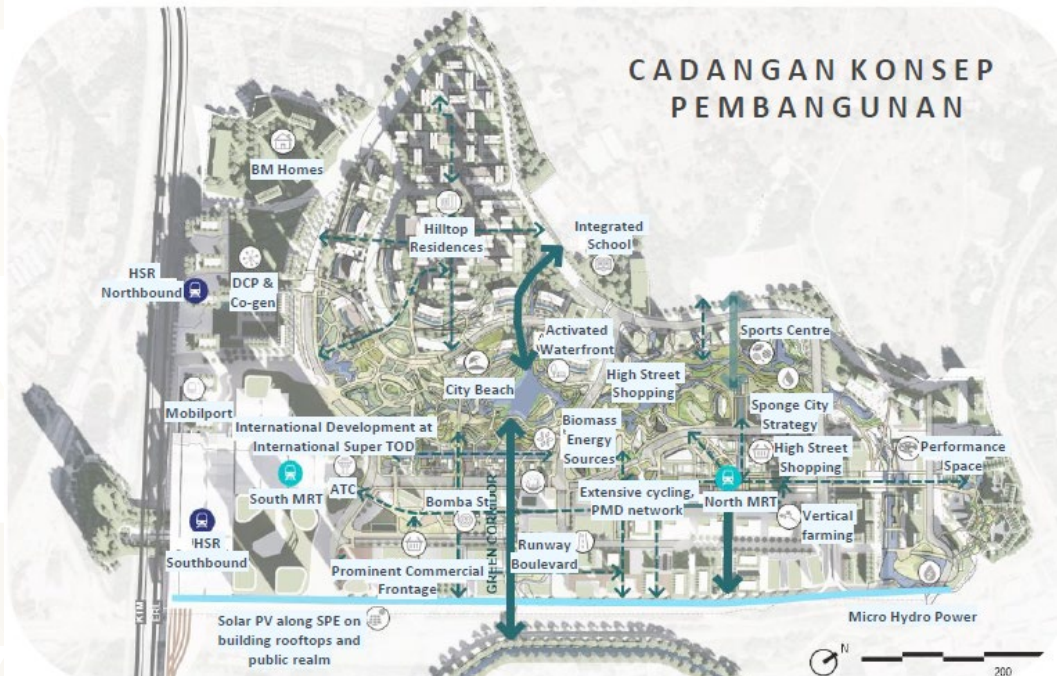 CADANGAN KONSEP
PEMBANGUNAN
BM Homes
Hilltop
Residences
Integrated
School
HSR
Northbound
DCP &
Co-gen
Activated
Waterfront
Sports Centre
City Beach
High Street
Shopping
Mobilport
International Development at
International Super TOD
Biomass
Energy
Sources
Sponge City
Strategy
High Street
Shopping
Performance
Space
South MRT
ATC
Bomba St.
Extensive cycling,
PMD network
North MRT
Vertical
farming
HSR
Southbound
Prominent Commercial
Frontage
GREEN CORRIDOR
Runway
Boulevard
KTM
ERL
Solar PV along SPE on
building rooftops and
public realm
Micro Hydro Power
N
200